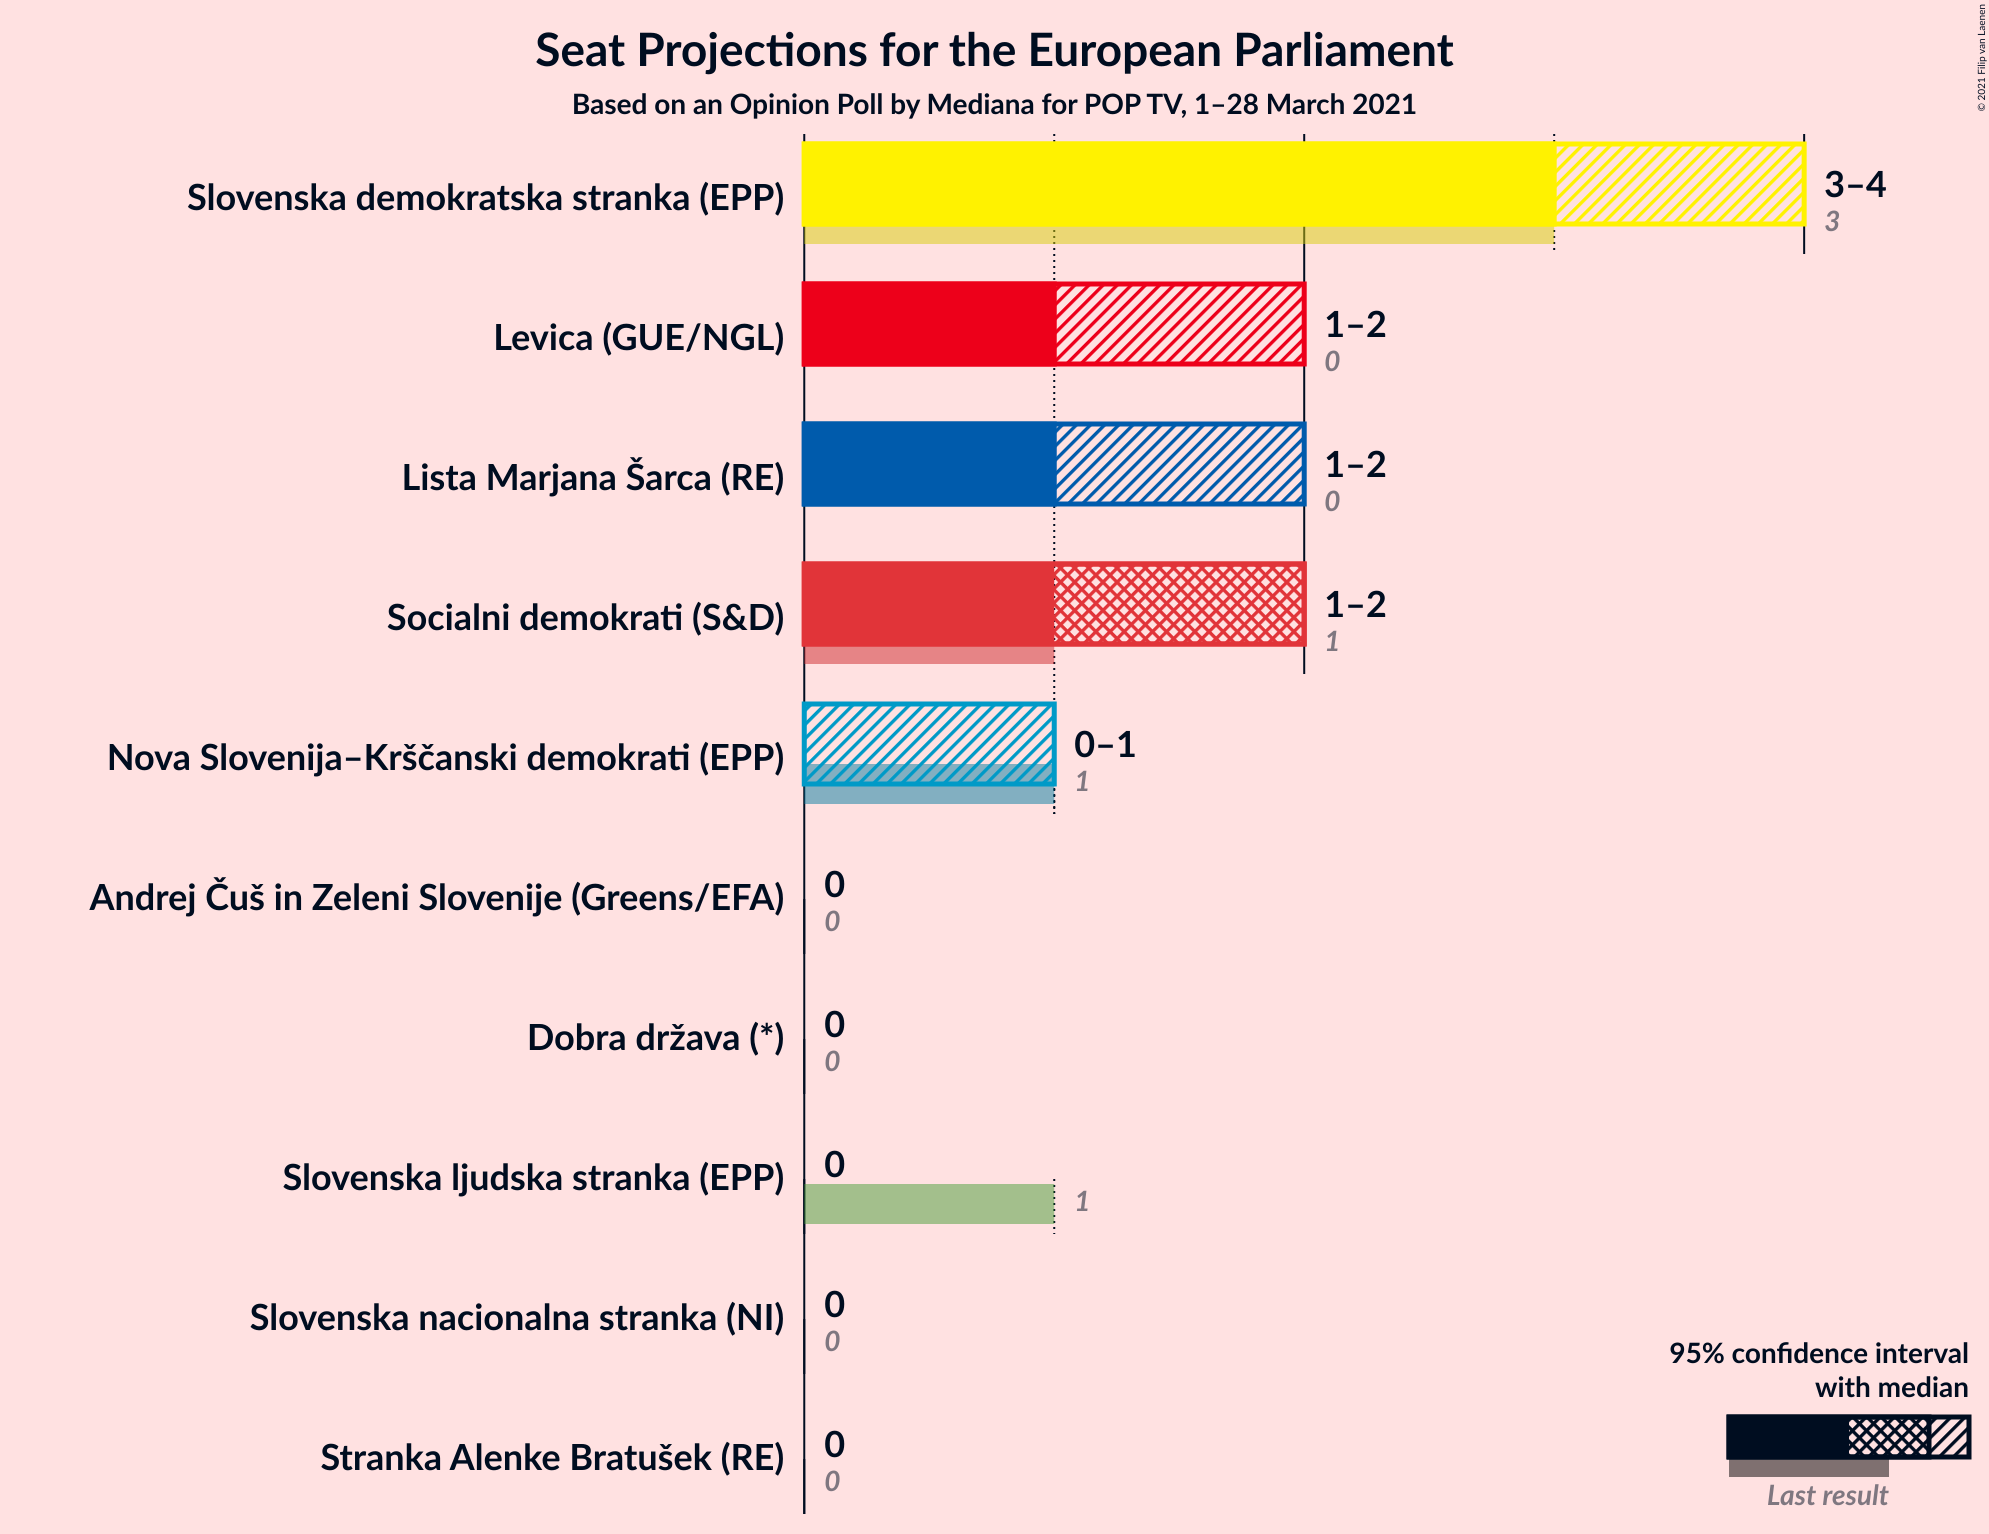 Seat Projections for the European Parliament
Based on an Opinion Poll by Mediana for POP TV, 1–28 March 2021
© 2021 Filip van Laenen
Slovenska demokratska stranka (EPP)
3–4
3
Levica (GUE/NGL)
1–2
0
Lista Marjana Šarca (RE)
1–2
0
Socialni demokrati (S&D)
1–2
1
Nova Slovenija–Krščanski demokrati (EPP)
0–1
1
Andrej Čuš in Zeleni Slovenije (Greens/EFA)
0
0
Dobra država (*)
0
0
Slovenska ljudska stranka (EPP)
0
1
Slovenska nacionalna stranka (NI)
0
0
Stranka Alenke Bratušek (RE)
0
0
95% confidence interval
with median
Last result